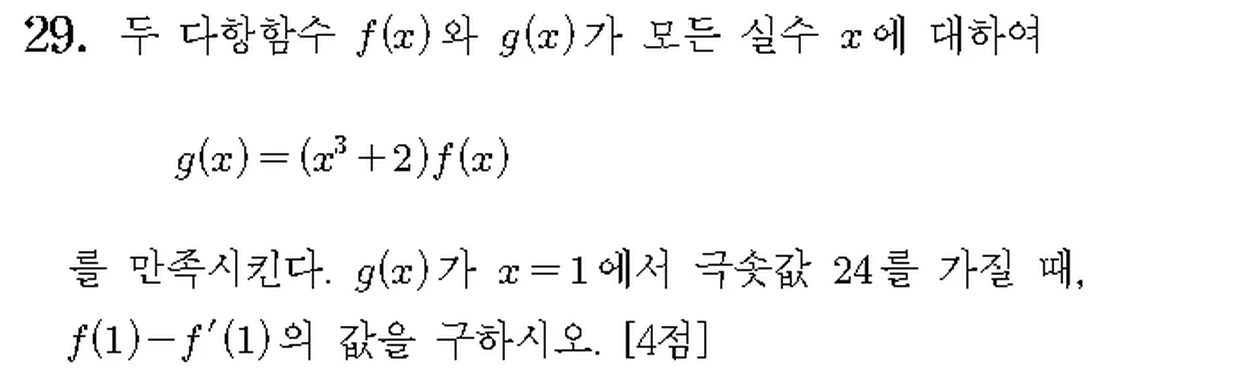 29. 두 다항함수 f(x)와 g(x)가 모든 실수 x에 대하여
g(x)=(x³+2)f(x)
를 만족시킨다. g(x)가 x=1에서 극솟값 24를 가질 때,
f(1)-f′(1)의 값을 구하시오. [4점]